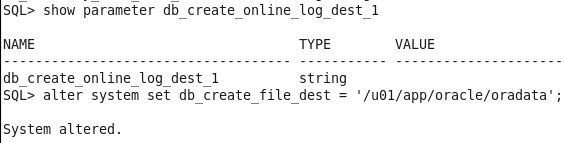 SQL> show parameter db_create_online_log_dest_1
NAME                                 TYPE        VALUE
------------------------------------ ----------- ---------------------
db_create_online_log_dest_1          string
SQL> alter system set db_create_file_dest = '/u01/app/oracle/oradata';
System altered.